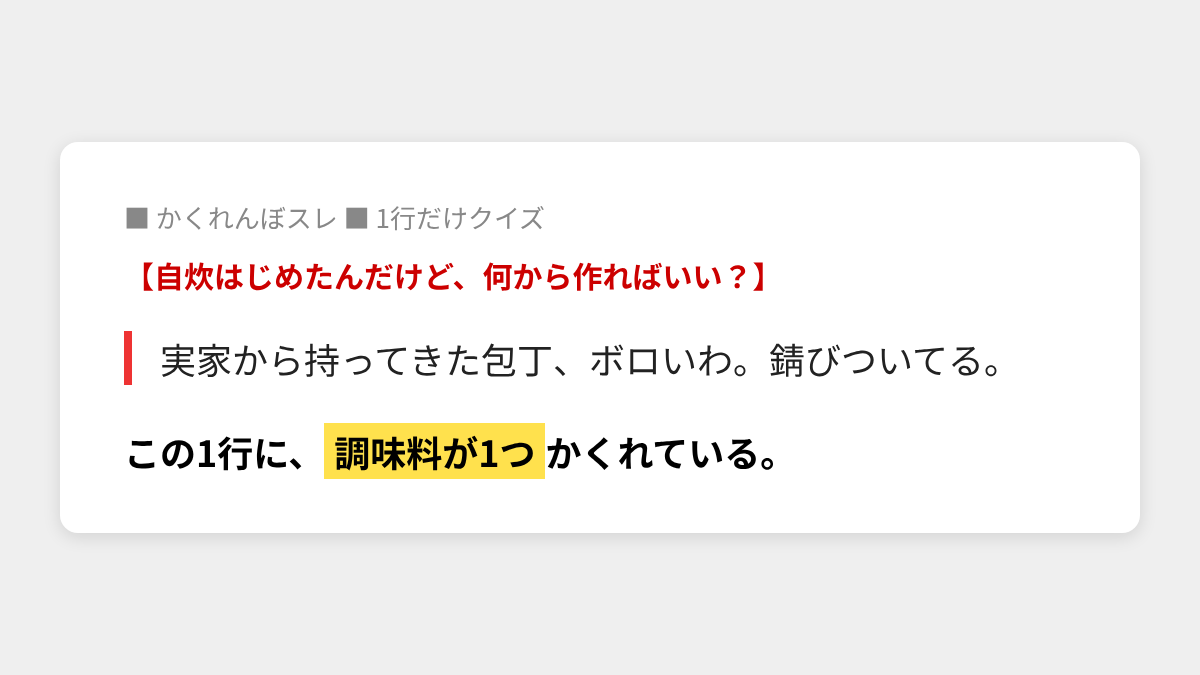 ■ かくれんぼスレ ■ 1行だけクイズ
【自炊はじめたんだけど、何から作ればいい？】
実家から持ってきた包丁、ボロいわ。錆びついてる。
この1行に、調味料が1つかくれている。